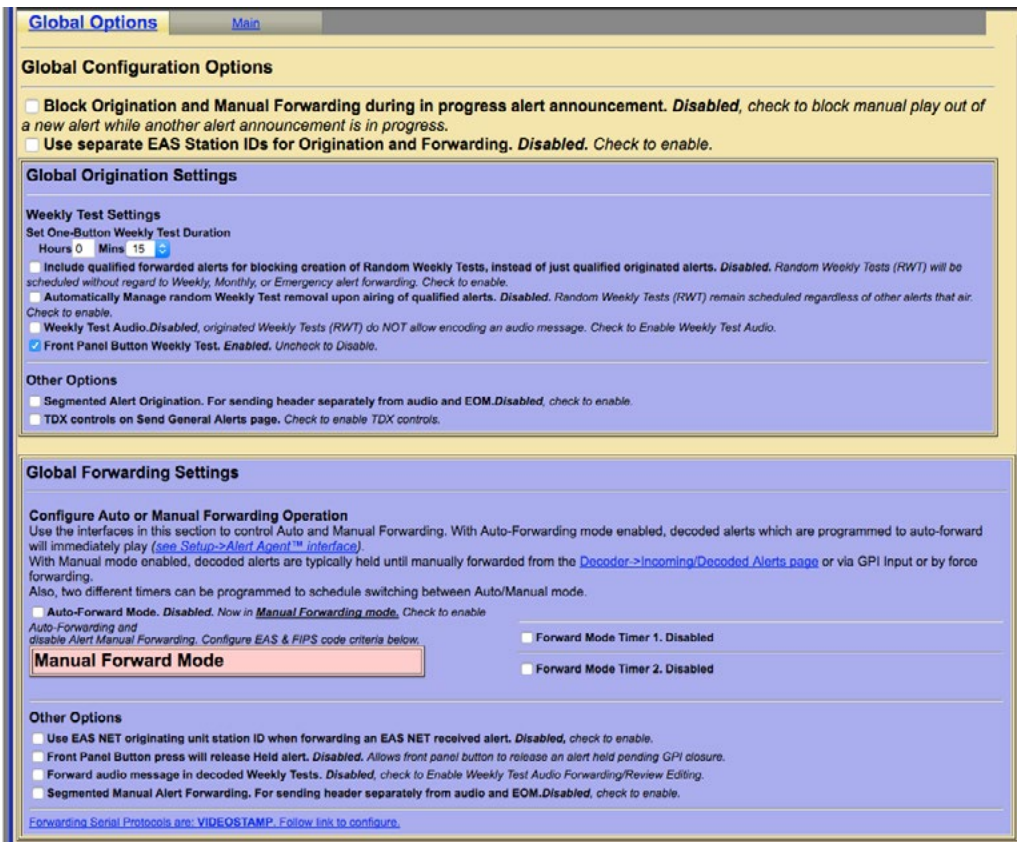 Global Options Main
Global Configuration Options
Block Origination and Manual Forwarding during in progress alert announcement. Disabled, check to block manual play out of
a new alert while another alert announcement is in progress.
Use separate EAS Station IDs for Origination and Forwarding. Disabled. Check to enable.
Global Origination Settings
Weekly Test Settings
Set One-Button Weekly Test Duration
Hours 0 Mins 15
Include qualified forwarded alerts for blocking creation of Random Weekly Tests, instead of just qualified originated alerts. Disabled. Random Weekly Tests (RWT) will be
scheduled without regard to Weekly, Monthly, or Emergency alert forwarding. Check to enable.
Automatically Manage random Weekly Test removal upon airing of qualified alerts. Disabled. Random Weekly Tests (RWT) remain scheduled regardless of other alerts that air.
Check to enable.
Weekly Test Audio.Disabled, originated Weekly Tests (RWT) do NOT allow encoding an audio message. Check to Enable Weekly Test Audio.
Front Panel Button Weekly Test. Enabled. Uncheck to Disable.
Other Options
Segmented Alert Origination. For sending header separately from audio and EOM.Disabled, check to enable.
TDX controls on Send General Alerts page. Check to enable TDX controls.
Global Forwarding Settings
Configure Auto or Manual Forwarding Operation
Use the interfaces in this section to control Auto and Manual Forwarding. With Auto-Forwarding mode enabled, decoded alerts which are programmed to auto-forward
will immediately play (see Setup->Alert Agent™ interface).
With Manual mode enabled, decoded alerts are typically held until manually forwarded from the Decoder->Incoming/Decoded Alerts page or via GPI Input or by force
forwarding.
Also, two different timers can be programmed to schedule switching between Auto/Manual mode.
Auto-Forward Mode. Disabled. Now in Manual Forwarding mode. Check to enable
Auto-Forwarding and
disable Alert Manual Forwarding. Configure EAS & FIPS code criteria below.
Manual Forward Mode
Forward Mode Timer 1. Disabled
Forward Mode Timer 2. Disabled
Other Options
Use EAS NET originating unit station ID when forwarding an EAS NET received alert. Disabled, check to enable.
Front Panel Button press will release Held alert. Disabled. Allows front panel button to release an alert held pending GPI closure.
Forward audio message in decoded Weekly Tests. Disabled, check to Enable Weekly Test Audio Forwarding/Review Editing.
Segmented Manual Alert Forwarding. For sending header separately from audio and EOM.Disabled, check to enable.
Forwarding Serial Protocols are: VIDEOSTAMP. Follow link to configure.